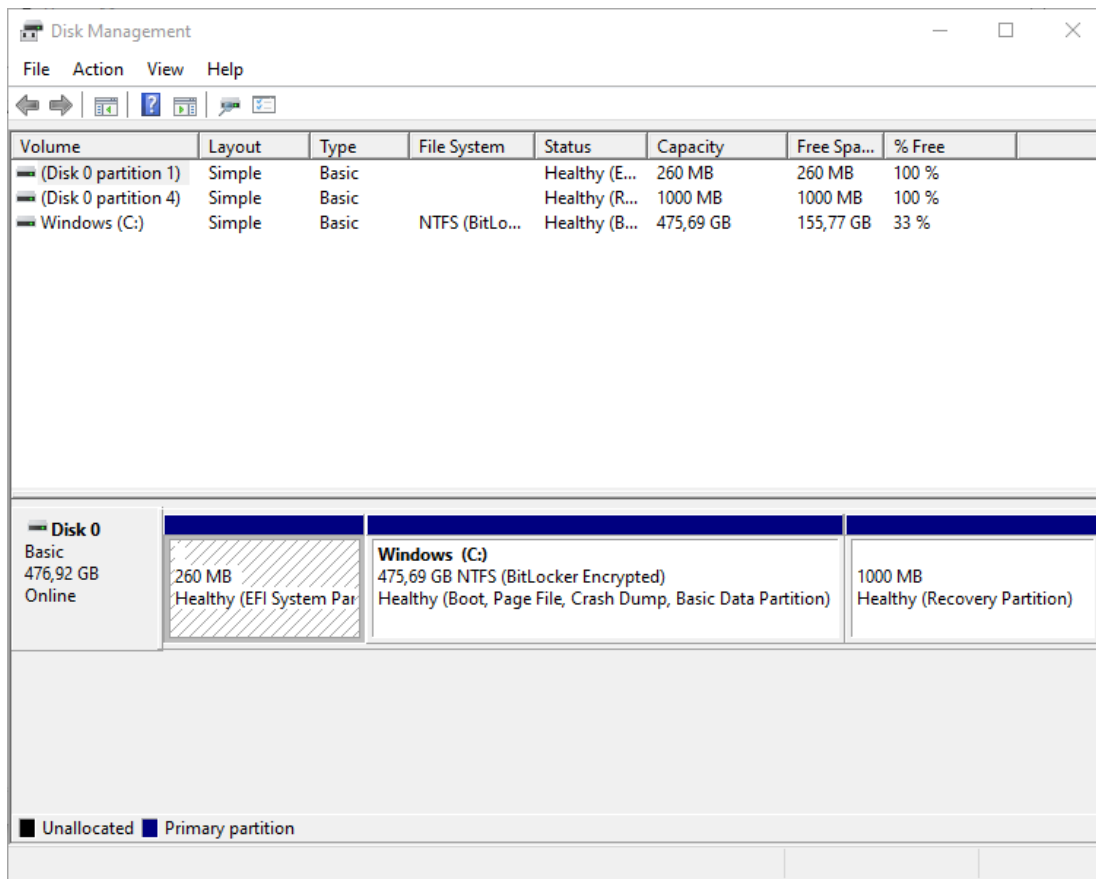 Disk Management
File Action View Help
Volume Layout Type File System Status Capacity Free Spa... % Free
(Disk 0 partition 1) Simple Basic Healthy (E... 260 MB 260 MB 100 %
(Disk 0 partition 4) Simple Basic Healthy (R... 1000 MB 1000 MB 100 %
Windows (C:) Simple Basic NTFS (BitLo... Healthy (B... 475,69 GB 155,77 GB 33 %
Disk 0
Basic
476,92 GB
Online
260 MB
Healthy (EFI System Par
Windows (C:)
475,69 GB NTFS (BitLocker Encrypted)
Healthy (Boot, Page File, Crash Dump, Basic Data Partition)
1000 MB
Healthy (Recovery Partition)
Unallocated Primary partition